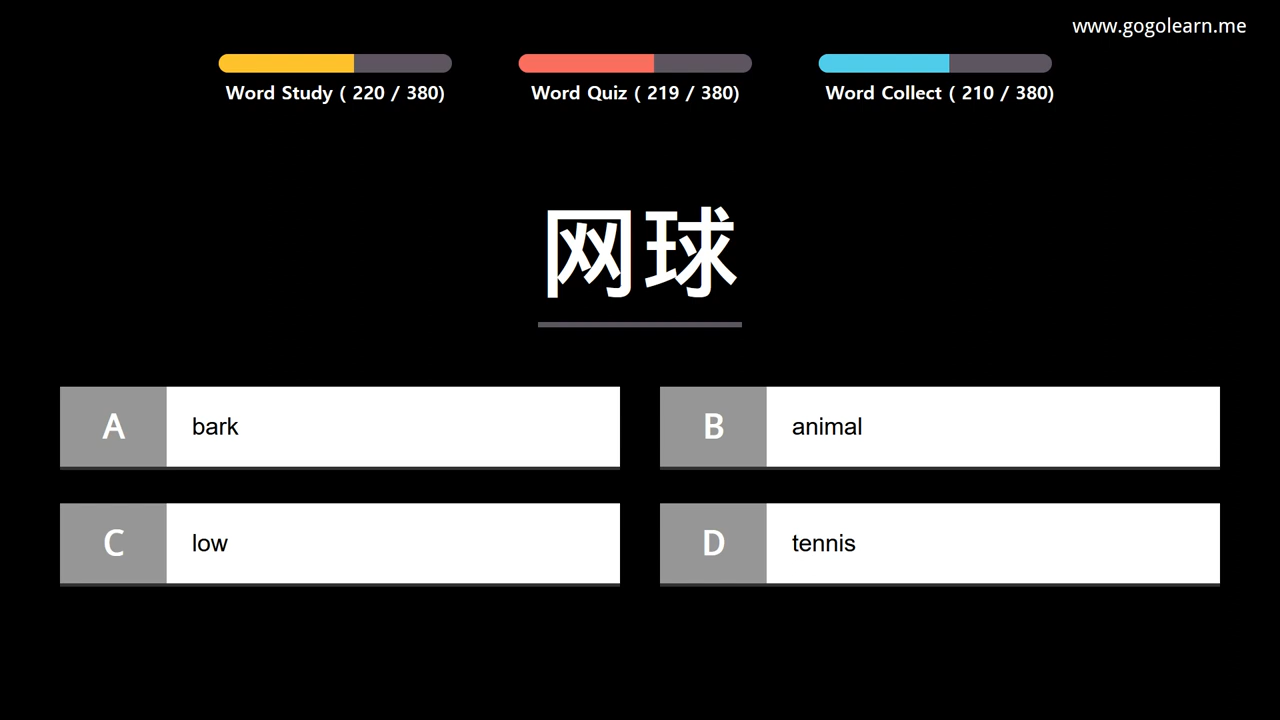 www.gogolearn.me
Word Study ( 220 / 380)
Word Quiz ( 219 / 380)
Word Collect ( 210 / 380)
网球
A bark
B animal
C low
D tennis